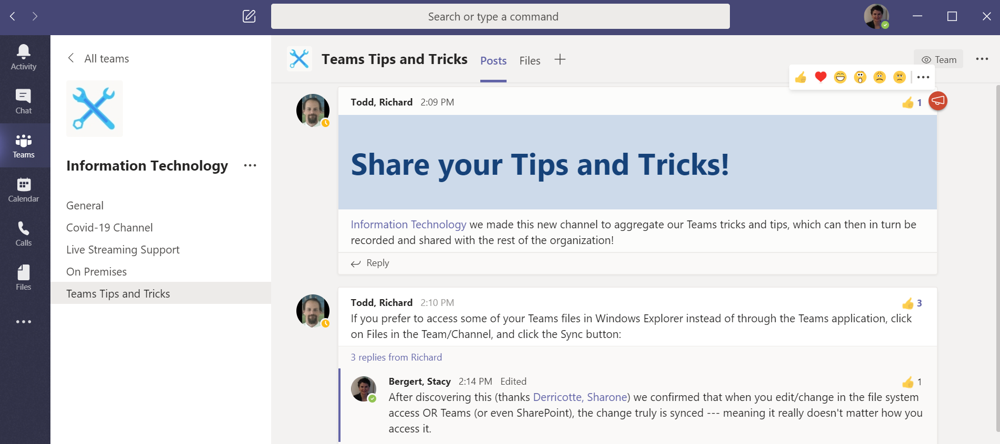 Search or type a command
Activity
Chat
Teams
Calendar
Calls
Files
All teams
Information Technology
General
Covid-19 Channel
Live Streaming Support
On Premises
Teams Tips and Tricks
Teams Tips and Tricks Posts Files
Team
Todd, Richard 2:09 PM 1
Share your Tips and Tricks!
Information Technology we made this new channel to aggregate our Teams tricks and tips, which can then in turn be
recorded and shared with the rest of the organization!
Reply
Todd, Richard 2:10 PM 3
If you prefer to access some of your Teams files in Windows Explorer instead of through the Teams application, click
on Files in the Team/Channel, and click the Sync button:
3 replies from Richard
Bergert, Stacy 2:14 PM Edited 1
After discovering this (thanks Derricotte, Sharone) we confirmed that when you edit/change in the file system
access OR Teams (or even SharePoint), the change truly is synced --- meaning it really doesn't matter how you
access it.